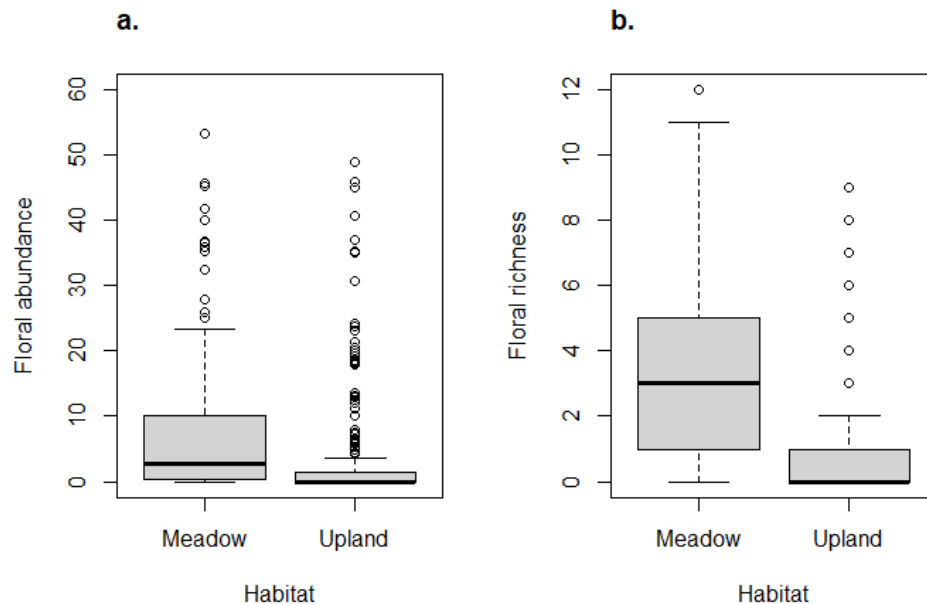 a.
Floral abundance
60
50
40
30
20
10
0
Meadow Upland
Habitat
b.
Floral richness
12
10
8
6
4
2
0
Meadow Upland
Habitat